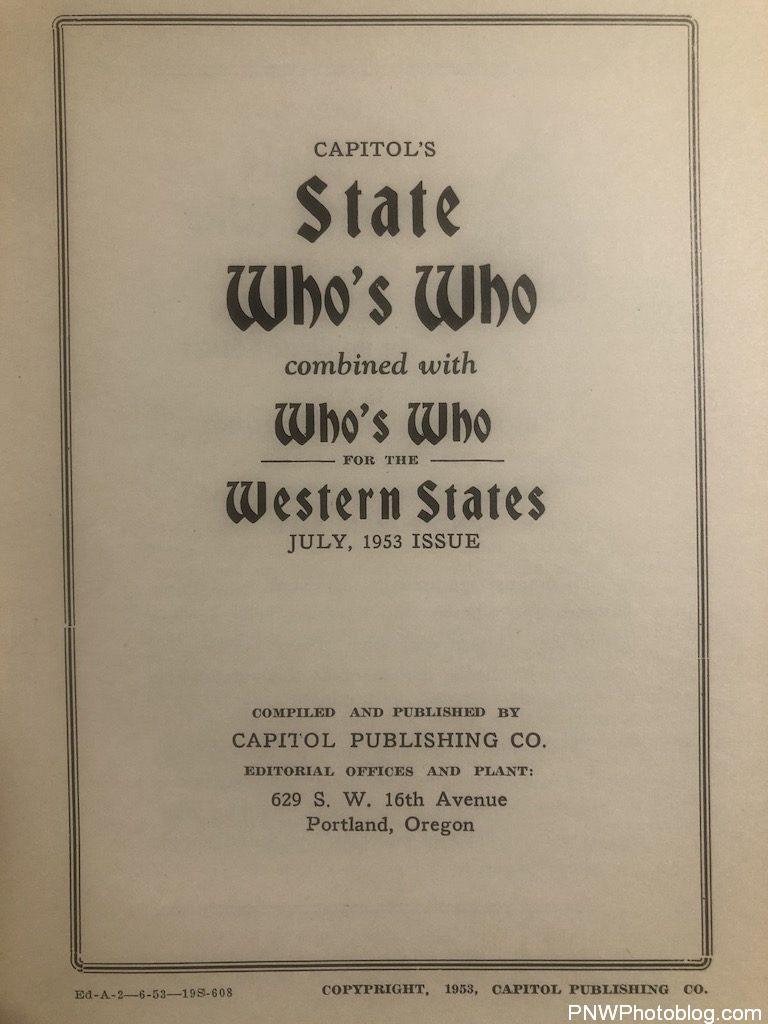 CAPITOL'S
State
Who's Who
combined with
Who's Who
FOR THE
Western States
JULY, 1953 ISSUE
COMPILED AND PUBLISHED BY
CAPITOL PUBLISHING CO.
EDITORIAL OFFICES AND PLANT:
629 S. W. 16th Avenue
Portland, Oregon
Ed-A-2—6-53—19S-608
COPYPRIGHT, 1953, CAPITOL PUBLISHING CO.
PNWPhotoblog.com